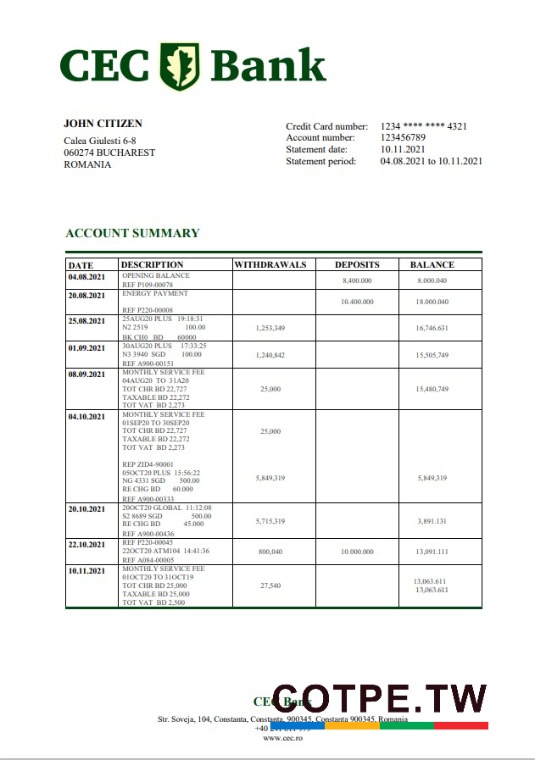 CEC Bank
JOHN CITIZEN
Calea Giulesti 6-8
060274 BUCHAREST
ROMANIA
Credit Card number: 1234 **** **** 4321
Account number: 123456789
Statement date: 10.11.2021
Statement period: 04.08.2021 to 10.11.2021
ACCOUNT SUMMARY
DATE DESCRIPTION WITHDRAWALS DEPOSITS BALANCE
04.08.2021 OPENING BALANCE
REF P109-00078 8,400.000 8.000.040
20.08.2021 ENERGY PAYMENT
10.400.000 18.000.040
REF P220-00008
25.08.2021 25AUG20 PLUS 19:18:31
N2 2519 100.00 1,253,349 16,746.631
BK CH0 BD 60000
01.09.2021 30AUG20 PLUS 17:33:25
N3 3940 SGD 100.00 1,240,842 15,505,749
REF A900-00151
08.09.2021 MONTHLY SERVICE FEE
04AUG20 TO 31A20
TOT CHR BD 22,727 25,000 15,480,749
TAXABLE BD 22,272
TOT VAT BD 2,273
04.10.2021 MONTHLY SERVICE FEE
01SEP20 TO 30SEP20
TOT CHR BD 22,727 25,000
TAXABLE BD 22,272
TOT VAT BD 2,273
REP ZID4-90001
05OCT20 PLUS 15:56:22 5,849,319 5,849,319
NG 4331 SGD 500.00
RE CHG BD 60.000
REF A900-00333
20.10.2021 20OCT20 GLOBAL 11:12:08
S2 8689 SGD 500.00 5,715,319 3,891.131
RE CHG BD 45.000
REF A900-00436
22.10.2021 REF P220-00045
22OCT20 ATM104 14:41:36 800,040 10.000.000 13,091.111
REF A084-00005
10.11.2021 MONTHLY SERVICE FEE
01OCT20 TO 31OCT19
TOT CHR BD 25,000 27,540 13,063.611
TAXABLE BD 25,000 13,063.611
TOT VAT BD 2,500
CEC Bank
COTPE.TW
Str. Soveja, 104, Constanta, Constanta, 900345, Constanta 900345, Romania
+40
www.cec.ro